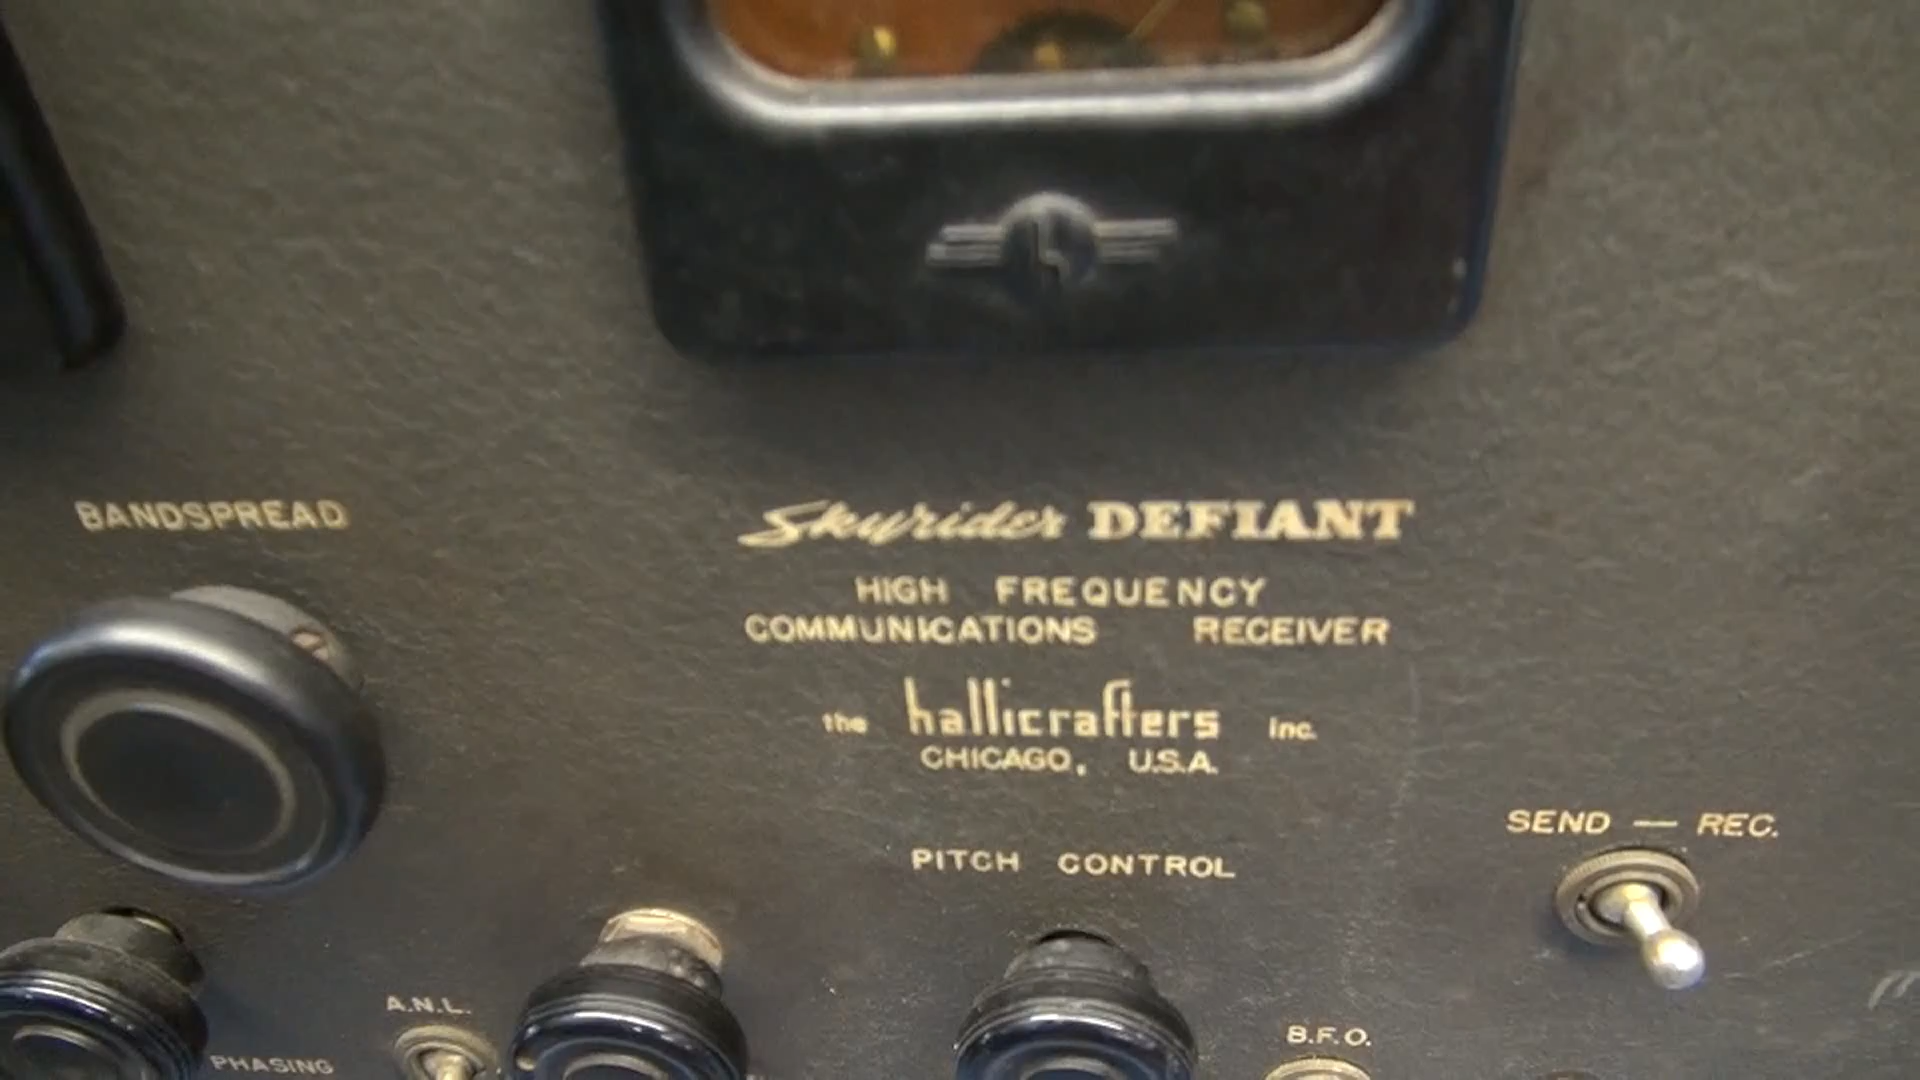 BANDSPREAD
Skyrider DEFIANT
HIGH FREQUENCY
COMMUNICATIONS RECEIVER
the hallicrafters inc.
CHICAGO, U.S.A.
SEND — REC.
PITCH CONTROL
A.N.L.
B.F.O.
PHASING